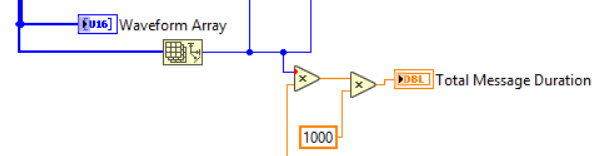 U16] Waveform Array
DBL Total Message Duration
1000